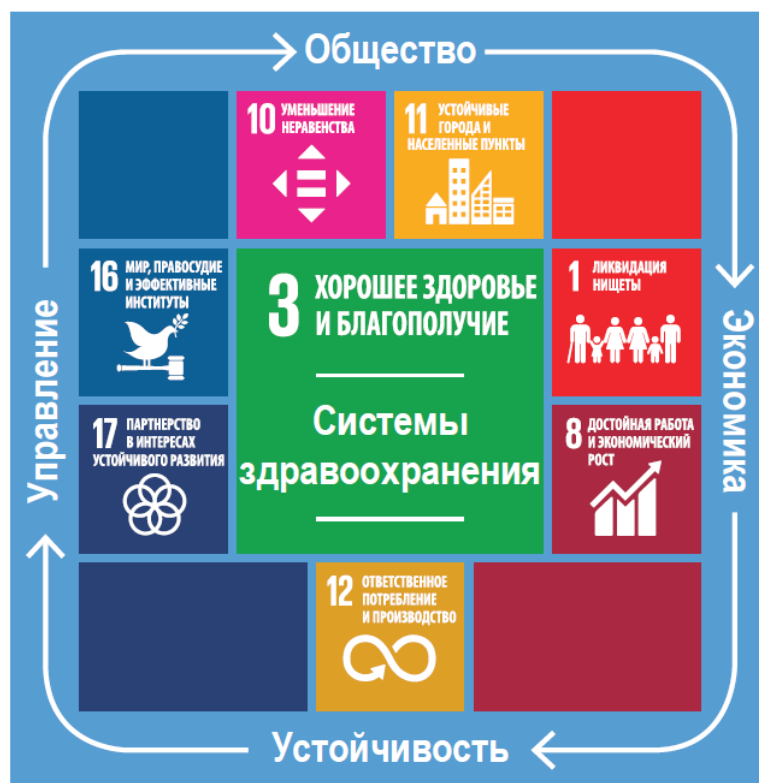 Общество
10 УМЕНЬШЕНИЕ
НЕРАВЕНСТВА
11 УСТОЙЧИВЫЕ
ГОРОДА И
НАСЕЛЕННЫЕ ПУНКТЫ
16 МИР, ПРАВОСУДИЕ
И ЭФФЕКТИВНЫЕ
ИНСТИТУТЫ
3 ХОРОШЕЕ ЗДОРОВЬЕ
И БЛАГОПОЛУЧИЕ
1 ЛИКВИДАЦИЯ
НИЩЕТЫ
Управление
Экономика
17 ПАРТНЕРСТВО
В ИНТЕРЕСАХ
УСТОЙЧИВОГО РАЗВИТИЯ
Системы
здравоохранения
8 ДОСТОЙНАЯ РАБОТА
И ЭКОНОМИЧЕСКИЙ
РОСТ
12 ОТВЕТСТВЕННОЕ
ПОТРЕБЛЕНИЕ
И ПРОИЗВОДСТВО
Устойчивость